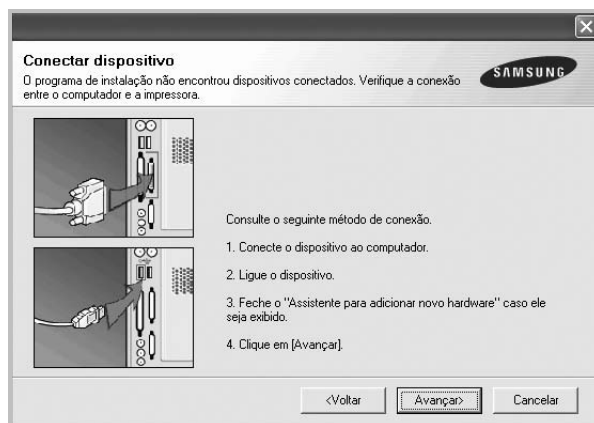 Conectar dispositivo
O programa de instalação não encontrou dispositivos conectados. Verifique a conexão
entre o computador e a impressora.
SAMSUNG
Consulte o seguinte método de conexão.
1. Conecte o dispositivo ao computador.
2. Ligue o dispositivo.
3. Feche o "Assistente para adicionar novo hardware" caso ele
seja exibido.
4. Clique em [Avançar].
<Voltar
Avançar>
Cancelar